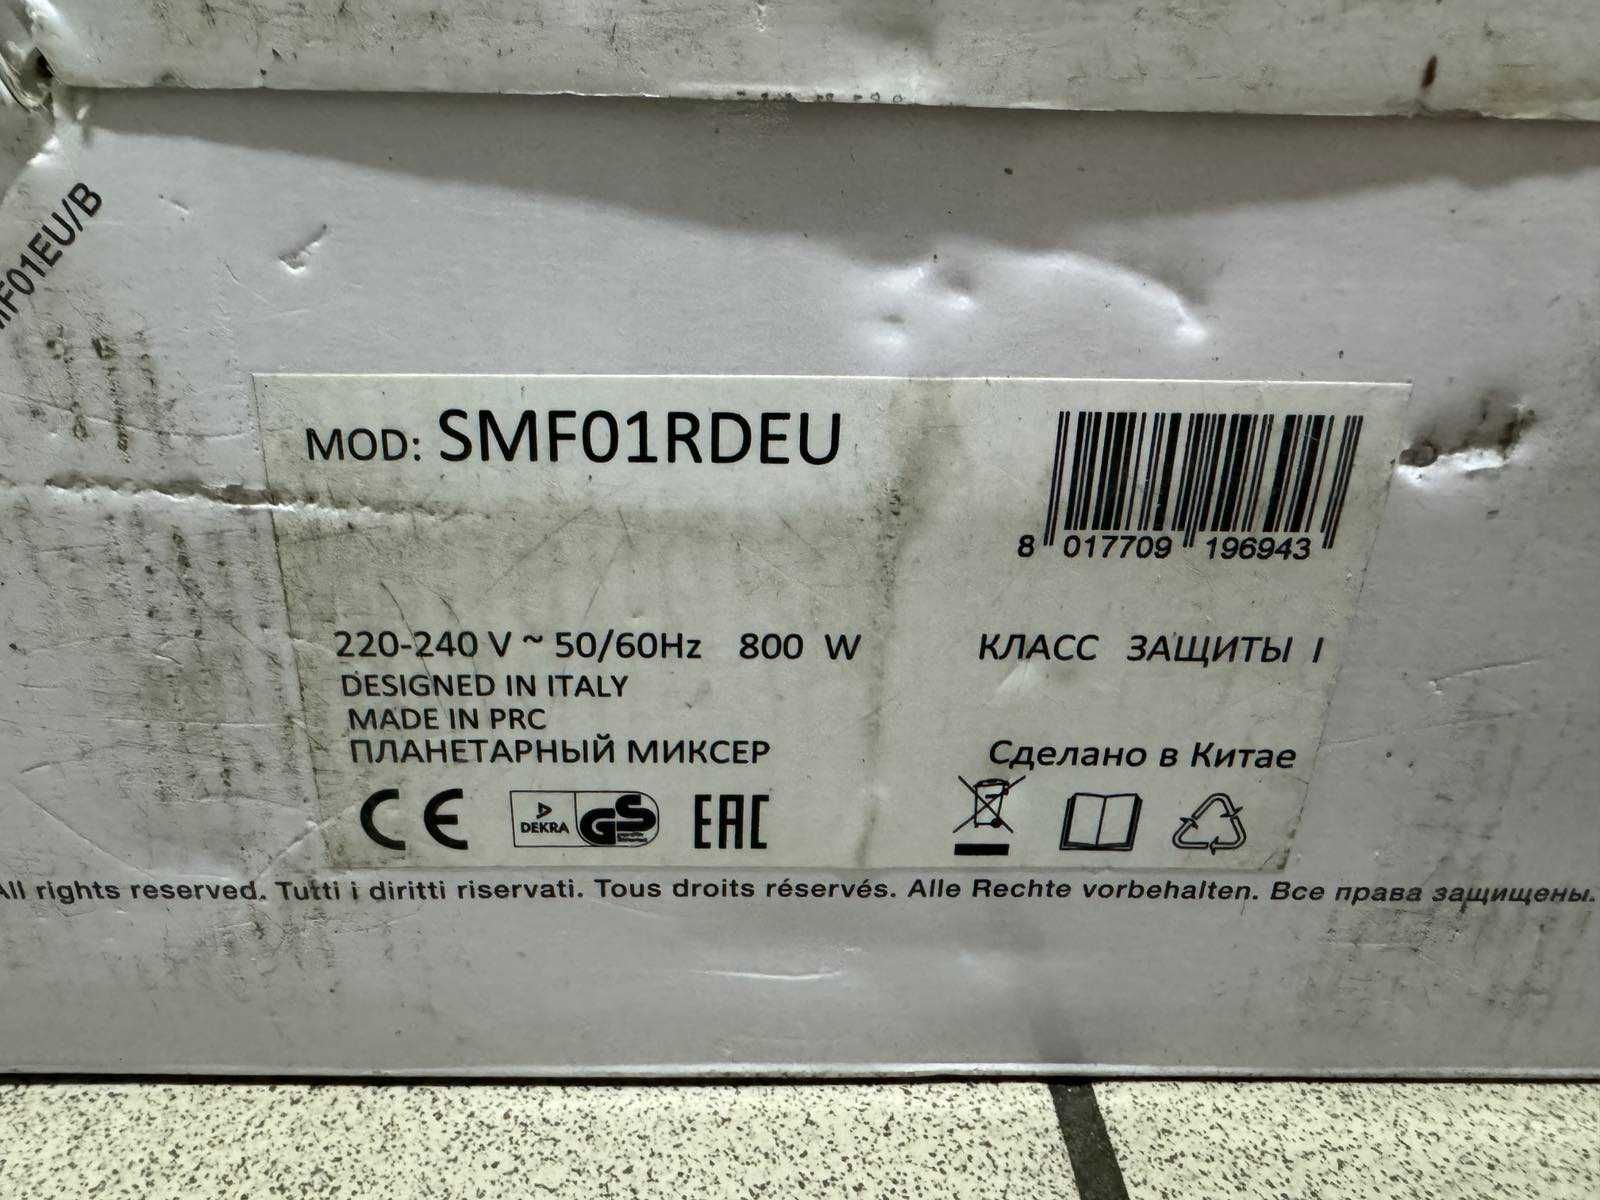 MF01EU/B
MOD: SMF01RDEU
8 017709 196943
220-240 V ~ 50/60Hz 800 W
КЛАСС ЗАЩИТЫ I
DESIGNED IN ITALY
MADE IN PRC
ПЛАНЕТАРНЫЙ МИКСЕР
Сделано в Китае
CE
DEKRA
GS
EAC
All rights reserved. Tutti i diritti riservati. Tous droits réservés. Alle Rechte vorbehalten. Все права защищены.